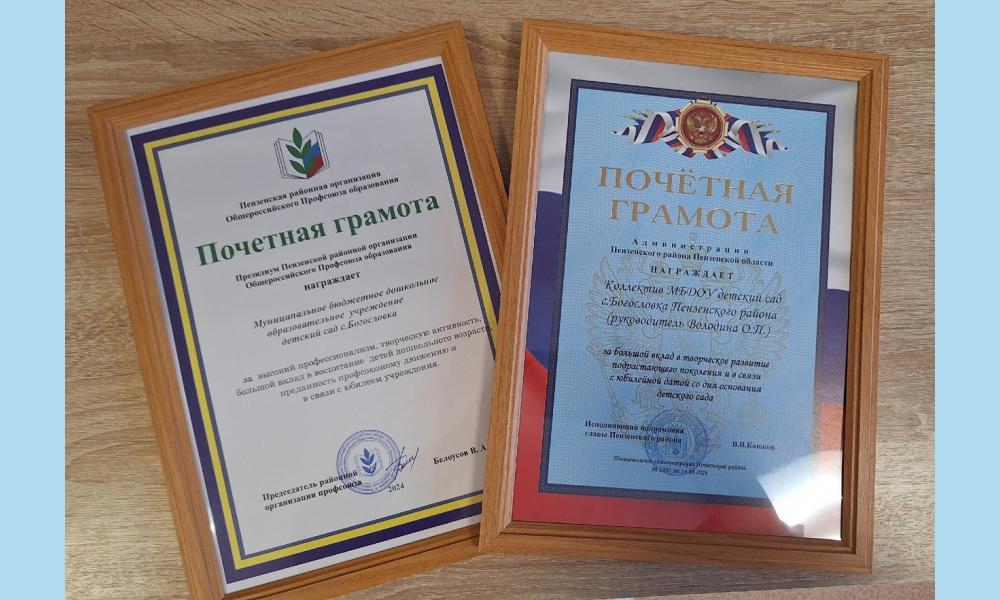 Пензенская районная организация
Общероссийского Профсоюза образования
Почетная грамота
Президиум Пензенской районной организации
Общероссийского Профсоюза образования
награждает
Муниципальное бюджетное дошкольное
образовательное учреждение
детский сад с.Богословка
за высокий профессионализм, творческую активность,
большой вклад в воспитание детей дошкольного возраста,
преданность профсоюзному движению и
в связи с юбилеем учреждения.
Председатель районной
организации профсоюза
Белоусов В. А
2024
ПОЧЁТНАЯ
ГРАМОТА
Администрации
Пензенского района Пензенской области
НАГРАЖДАЕТ
Коллектив МБДОУ детский сад
с.Богословка Пензенского района
(руководитель Володина О.П.)
за большой вклад в творческое развитие
подрастающего поколения и в связи
с юбилейной датой со дня основания
детского сада
Исполняющий полномочия
главы Пензенского района
В.В.Каюков
Постановление администрации Пензенского района